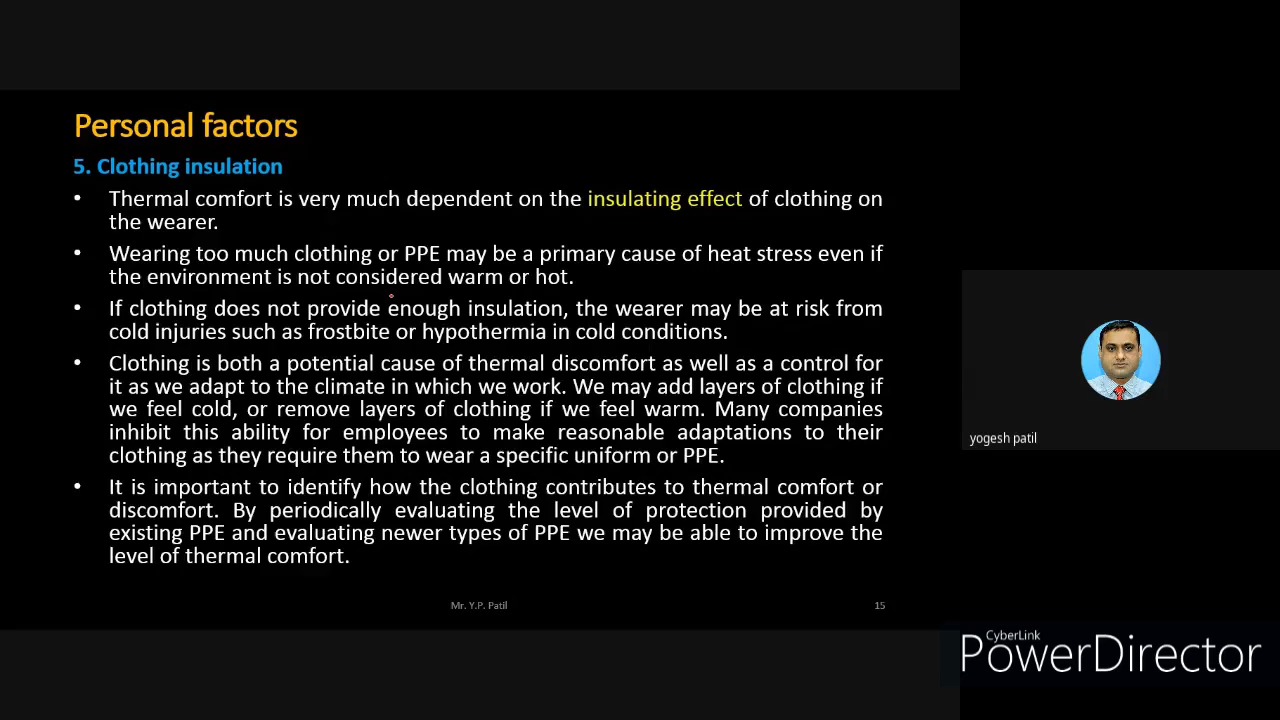 Personal factors
5. Clothing insulation
• Thermal comfort is very much dependent on the insulating effect of clothing on
the wearer.
• Wearing too much clothing or PPE may be a primary cause of heat stress even if
the environment is not considered warm or hot.
• If clothing does not provide enough insulation, the wearer may be at risk from
cold injuries such as frostbite or hypothermia in cold conditions.
• Clothing is both a potential cause of thermal discomfort as well as a control for
it as we adapt to the climate in which we work. We may add layers of clothing if
we feel cold, or remove layers of clothing if we feel warm. Many companies
inhibit this ability for employees to make reasonable adaptations to their
clothing as they require them to wear a specific uniform or PPE.
• It is important to identify how the clothing contributes to thermal comfort or
discomfort. By periodically evaluating the level of protection provided by
existing PPE and evaluating newer types of PPE we may be able to improve the
level of thermal comfort.
Mr. Y.P. Patil
15
yogesh patil
CyberLink
PowerDirector